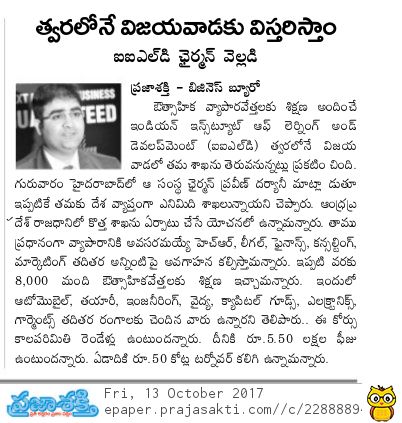 త్వరలోనే విజయవాడకు విస్తరిస్తాం
ఐఐఎల్‌డి ఛైర్మన్ వెల్లడి
ప్రజాశక్తి - బిజినెస్ బ్యూరో
ఔత్సాహిక వ్యాపారవేత్తలకు శిక్షణ అందించే
ఇండియన్ ఇన్‌స్టిట్యూట్ ఆఫ్ లెర్నింగ్ అండ్
డెవలప్‌మెంట్ (ఐఐఎల్‌డి) త్వరలోనే విజయ
వాడలో తమ శాఖను తెరువనున్నట్లు ప్రకటిం చింది.
గురువారం హైదరాబాద్‌లో ఆ సంస్థ ఛైర్మన్ ప్రవీణ్ దర్యానీ మాట్లా డుతూ
ఇప్పటికే తమకు దేశ వ్యాప్తంగా ఎనిమిది శాఖలున్నాయని చెప్పారు. ఆంధ్రప్ర
దేశ్ రాజధానిలో కొత్త శాఖను ఏర్పాటు చేసే యోచనలో ఉన్నామన్నారు. తాము
ప్రధానంగా వ్యాపారానికి అవసరమయ్యే హెచ్‌ఆర్, లీగల్, ఫైనాన్స్, కన్సల్టింగ్,
మార్కెటింగ్ తదితర అన్నింటిపై అవగాహన కల్పిస్తామన్నారు. ఇప్పటి వరకు
8,000 మంది ఔత్సాహికవేత్తలకు శిక్షణ ఇచ్చామన్నారు. ఇందులో
ఆటోమొబైల్, తయారీ, ఇంజనీరింగ్, వైద్య, క్యాపిటల్ గూడ్స్, ఎలక్ట్రానిక్స్,
గార్మెంట్స్ తదితర రంగాలకు చెందిన వారు ఉన్నారని తెలిపారు.. ఈ కోర్సు
కాలపరిమితి రెండేళ్లు ఉంటుందన్నారు. దీనికి రూ.5.50 లక్షల ఫీజు
ఉంటుందన్నారు. ఏడాదికి రూ.50 కోట్ల టర్నోవర్ కలిగి ఉన్నామన్నారు.
ప్రజాశక్తి
Fri, 13 October 2017
epaper.prajasakti.com//c/2288889